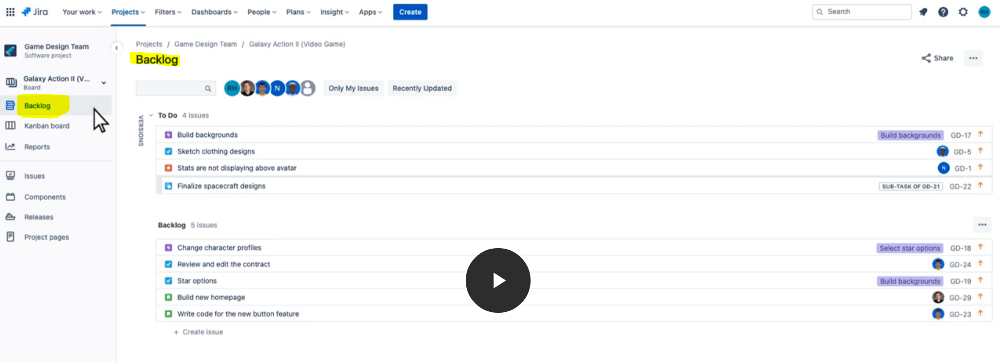 Jira Your work Projects Filters Dashboards People Plans Insight Apps Create Search RH
Game Design Team
Software project
Galaxy Action II (V...
Board
Backlog
Kanban board
Reports
Issues
Components
Releases
Project pages
Projects / Game Design Team / Galaxy Action II (Video Game)
Backlog
Share
RH N Only My Issues Recently Updated
VERSIONS
To Do 4 issues
Build backgrounds Build backgrounds GD-17
Sketch clothing designs GD-5
Stats are not displaying above avatar N GD-1
Finalize spacecraft designs SUB-TASK OF GD-21 GD-22
Backlog 5 issues
Change character profiles Select star options GD-18
Review and edit the contract GD-24
Star options Build backgrounds GD-19
Build new homepage GD-29
Write code for the new button feature GD-23
+ Create issue